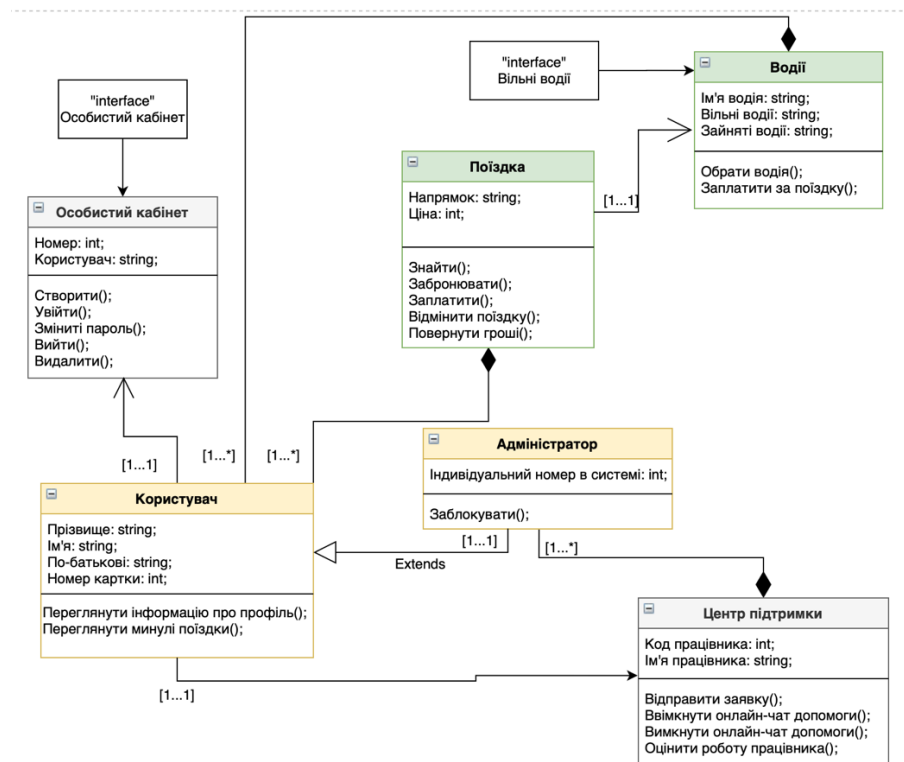 "interface"
Вільні водії
Водії
Ім'я водія: string;
Вільні водії: string;
Зайняті водії: string;
Обрати водія();
Заплатити за поїздку();
"interface"
Особистий кабінет
Поїздка
Напрямок: string;
Ціна: int;
Знайти();
Забронювати();
Заплатити();
Відмінити поїздку();
Повернути гроші();
[1...1]
Особистий кабінет
Номер: int;
Користувач: string;
Створити();
Увійти();
Зміниті пароль();
Вийти();
Видалити();
[1...1]
[1...*]
[1...*]
Адміністратор
Індивідуальний номер в системі: int;
Заблокувати();
[1...1]
[1...*]
Extends
Користувач
Прізвище: string;
Ім'я: string;
По-батькові: string;
Номер картки: int;
Переглянути інформацію про профіль();
Переглянути минулі поїздки();
[1...1]
Центр підтримки
Код працівника: int;
Ім'я працівника: string;
Відправити заявку();
Ввімкнути онлайн-чат допомоги();
Вимкнути онлайн-чат допомоги();
Оцінити роботу працівника();